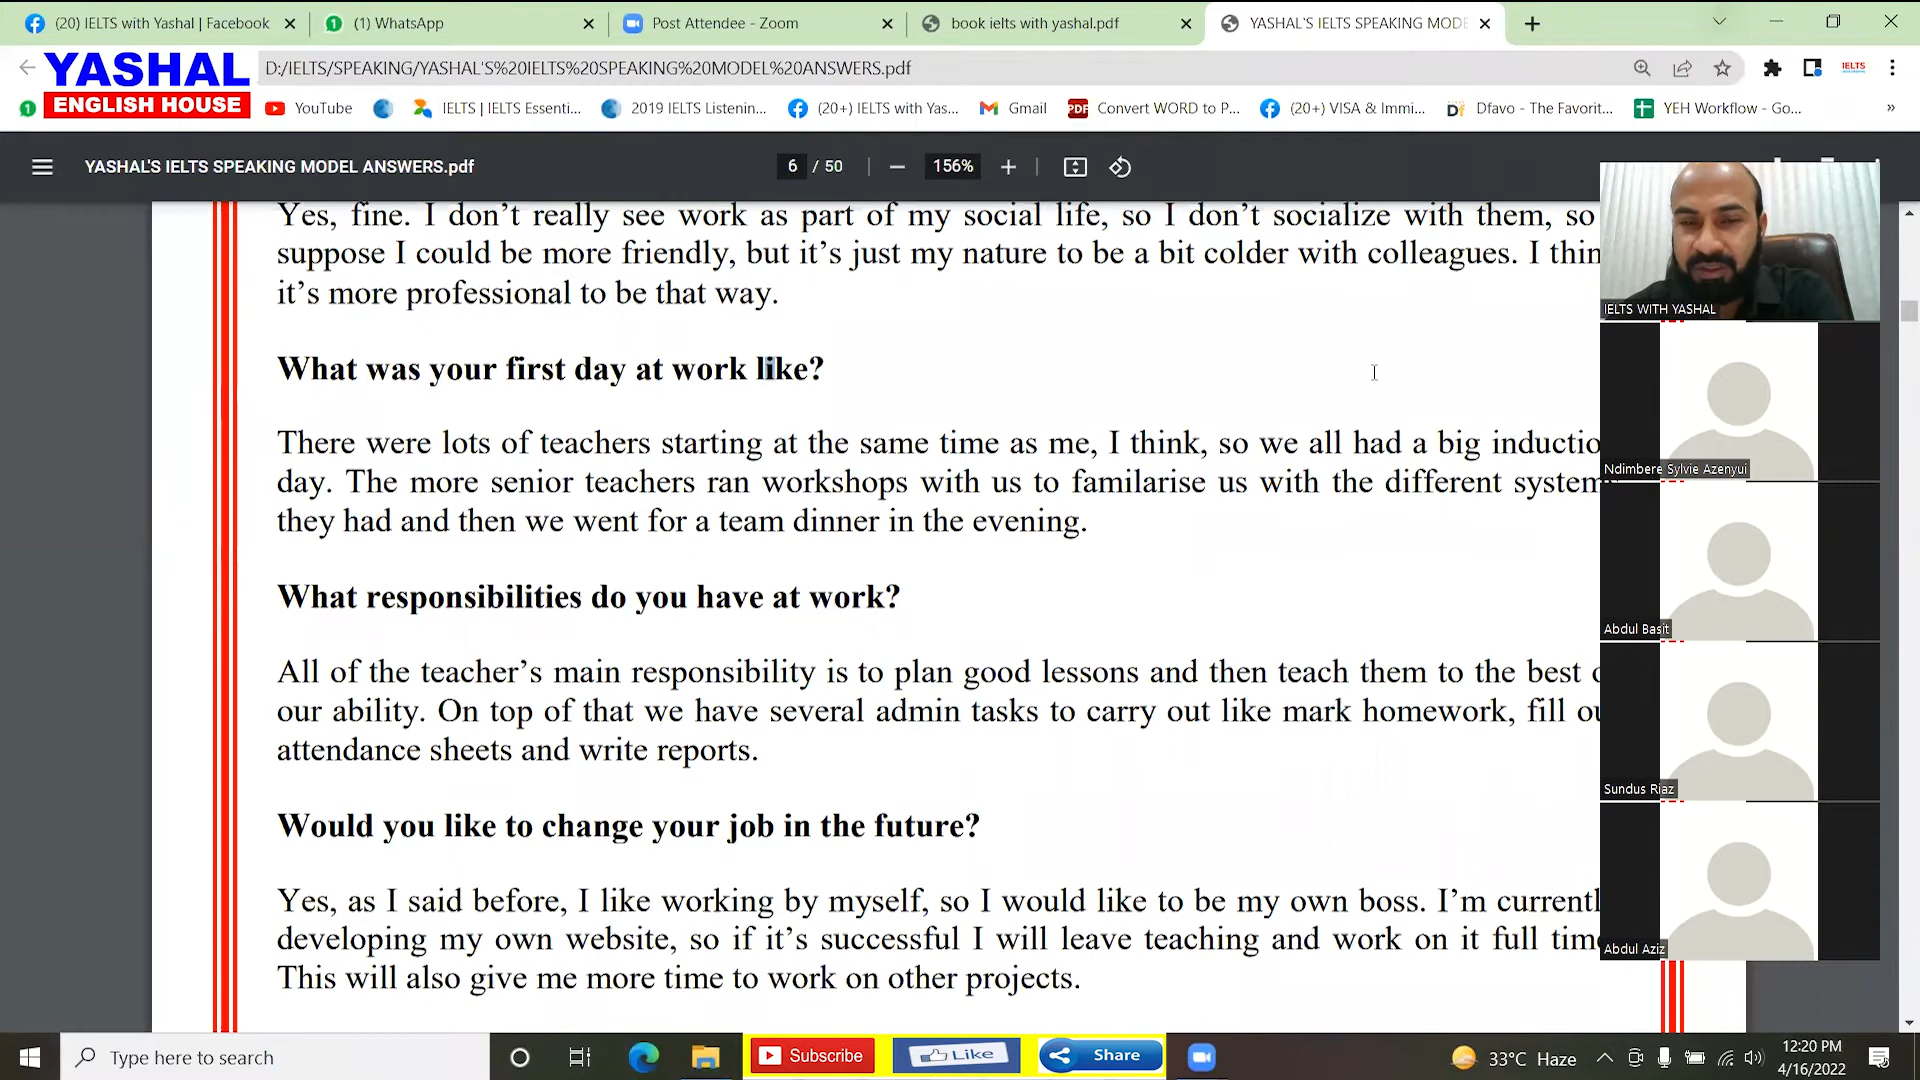 (20) IELTS with Yashal | Facebook
(1) WhatsApp
Post Attendee - Zoom
book ielts with yashal.pdf
YASHAL'S IELTS SPEAKING MODE
YASHAL
ENGLISH HOUSE
D:/IELTS/SPEAKING/YASHAL'S%20IELTS%20SPEAKING%20MODEL%20ANSWERS.pdf
IELTS
YouTube
IELTS | IELTS Essenti...
2019 IELTS Listenin...
(20+) IELTS with Yas...
Gmail
PDF Convert WORD to P...
(20+) VISA & Immi...
Dfavo - The Favorit...
YEH Workflow - Go...
YASHAL'S IELTS SPEAKING MODEL ANSWERS.pdf
6 / 50
156%
Yes, fine. I don’t really see work as part of my social life, so I don’t socialize with them, so
suppose I could be more friendly, but it’s just my nature to be a bit colder with colleagues. I thin
it’s more professional to be that way.
What was your first day at work like?
There were lots of teachers starting at the same time as me, I think, so we all had a big inductio
day. The more senior teachers ran workshops with us to familarise us with the different system
they had and then we went for a team dinner in the evening.
What responsibilities do you have at work?
All of the teacher’s main responsibility is to plan good lessons and then teach them to the best o
our ability. On top of that we have several admin tasks to carry out like mark homework, fill ou
attendance sheets and write reports.
Would you like to change your job in the future?
Yes, as I said before, I like working by myself, so I would like to be my own boss. I’m currentl
developing my own website, so if it’s successful I will leave teaching and work on it full tim
This will also give me more time to work on other projects.
IELTS WITH YASHAL
Ndimbere Sylvie Azenyui
Abdul Basit
Sundus Riaz
Abdul Aziz
Type here to search
Subscribe
Like
Share
33°C Haze
12:20 PM
4/16/2022